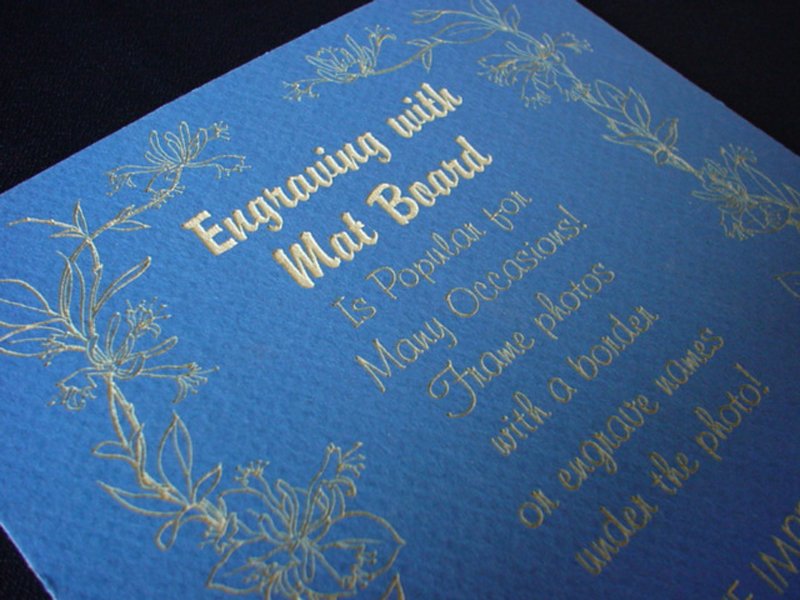 Engraving with
Mat Board
Is Popular for
Many Occasions!
Frame photos
with a border
or engrave names
under the photo!